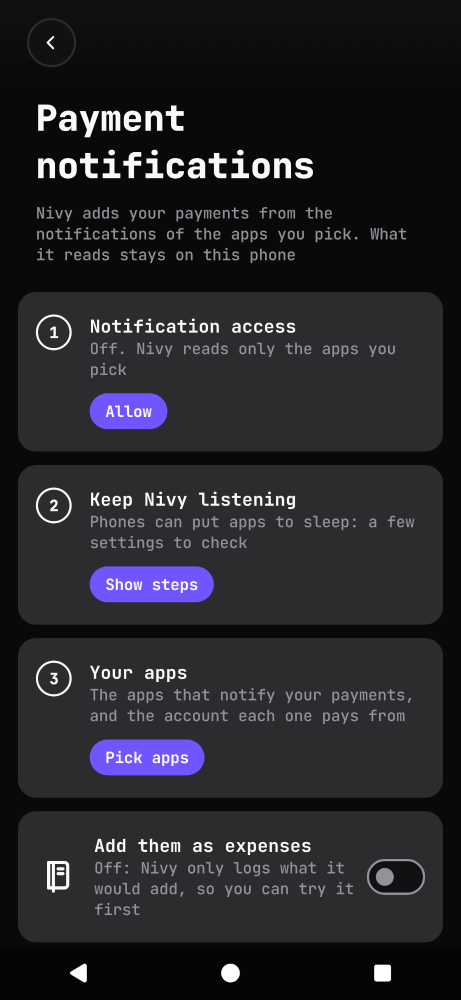 Payment
notifications
Nivy adds your payments from the
notifications of the apps you pick. What
it reads stays on this phone
1
Notification access
Off. Nivy reads only the apps you
pick
Allow
2
Keep Nivy listening
Phones can put apps to sleep: a few
settings to check
Show steps
3
Your apps
The apps that notify your payments,
and the account each one pays from
Pick apps
Add them as expenses
Off: Nivy only logs what it
would add, so you can try it
first